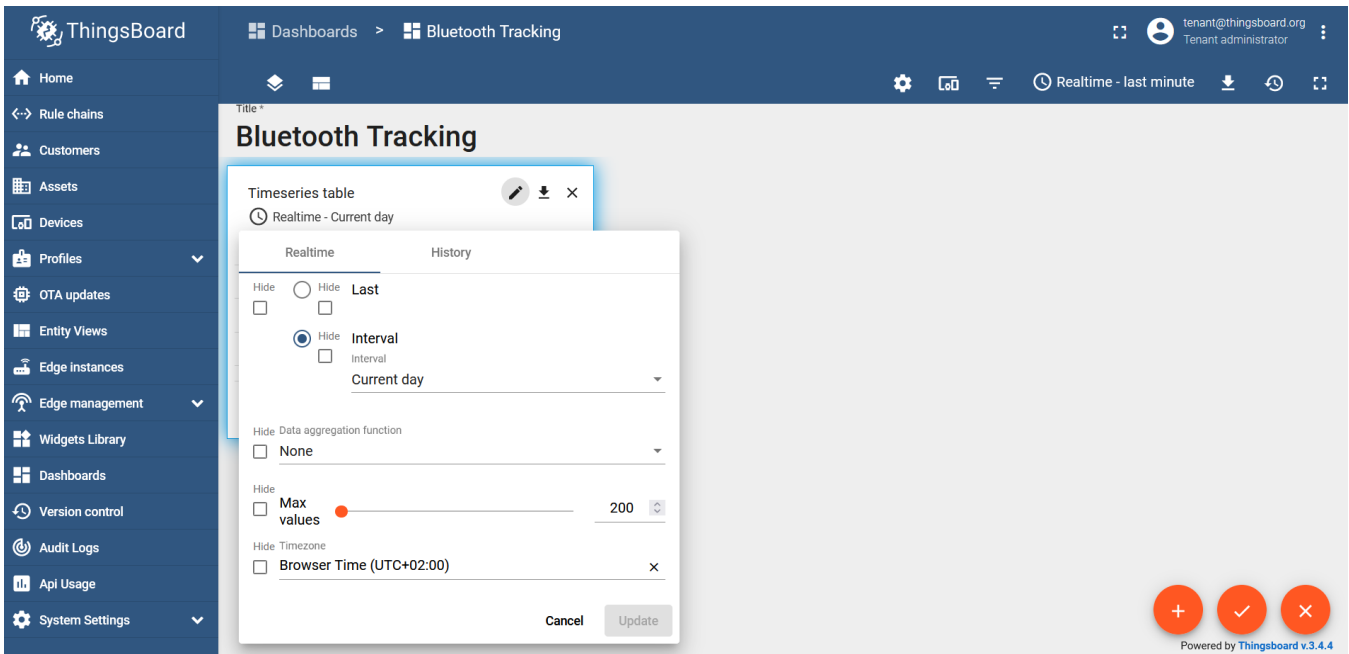 ThingsBoard
Dashboards > Bluetooth Tracking
tenant@thingsboard.org
Tenant administrator
Home
Rule chains
Customers
Assets
Devices
Profiles
OTA updates
Entity Views
Edge instances
Edge management
Widgets Library
Dashboards
Version control
Audit Logs
Api Usage
System Settings
Realtime - last minute
Title *
Bluetooth Tracking
Timeseries table
Realtime - Current day
Realtime History
Hide Hide Last
Hide Interval
Interval
Current day
Hide Data aggregation function
None
Hide
Max
values 200
Hide Timezone
Browser Time (UTC+02:00)
Cancel Update
Powered by Thingsboard v.3.4.4